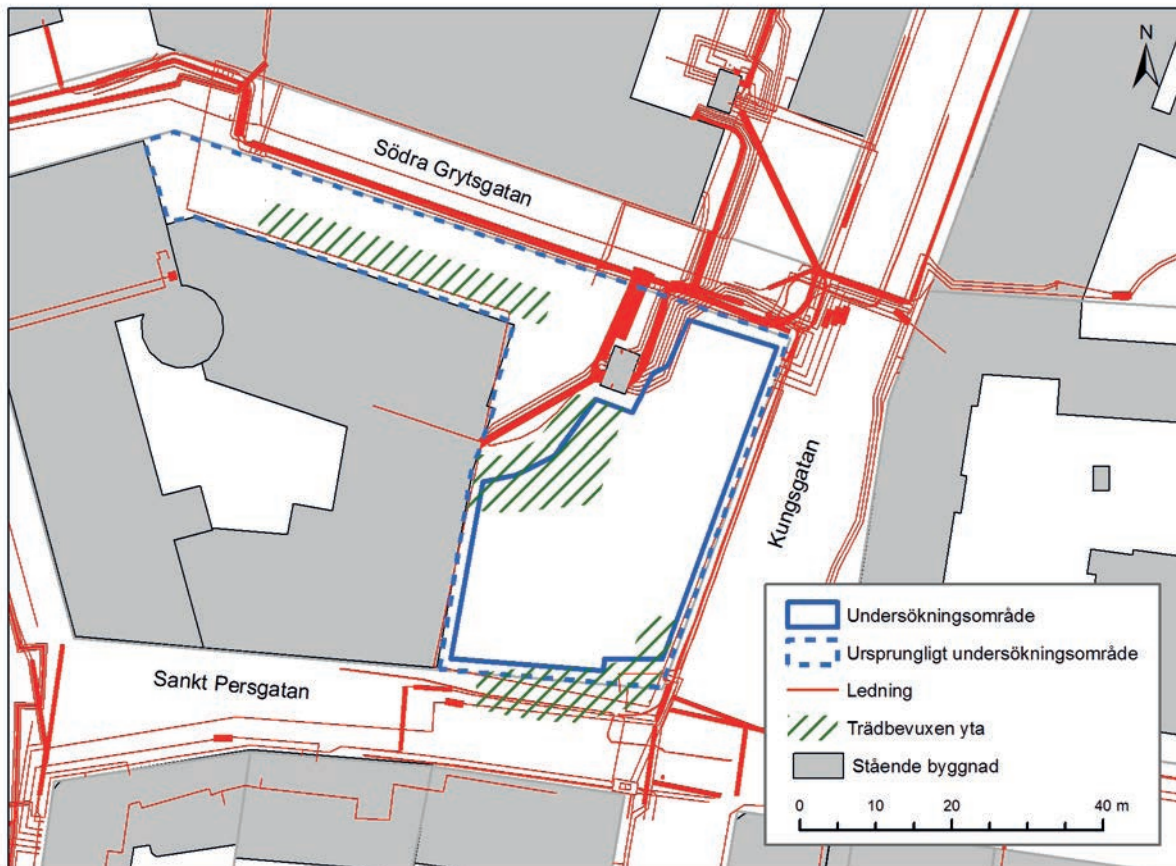 N
Södra Grytsgatan
Kungsgatan
Sankt Persgatan
Undersökningsområde
Ursprungligt undersökningsområde
Ledning
Trädbevuxen yta
Stående byggnad
0 10 20 40 m